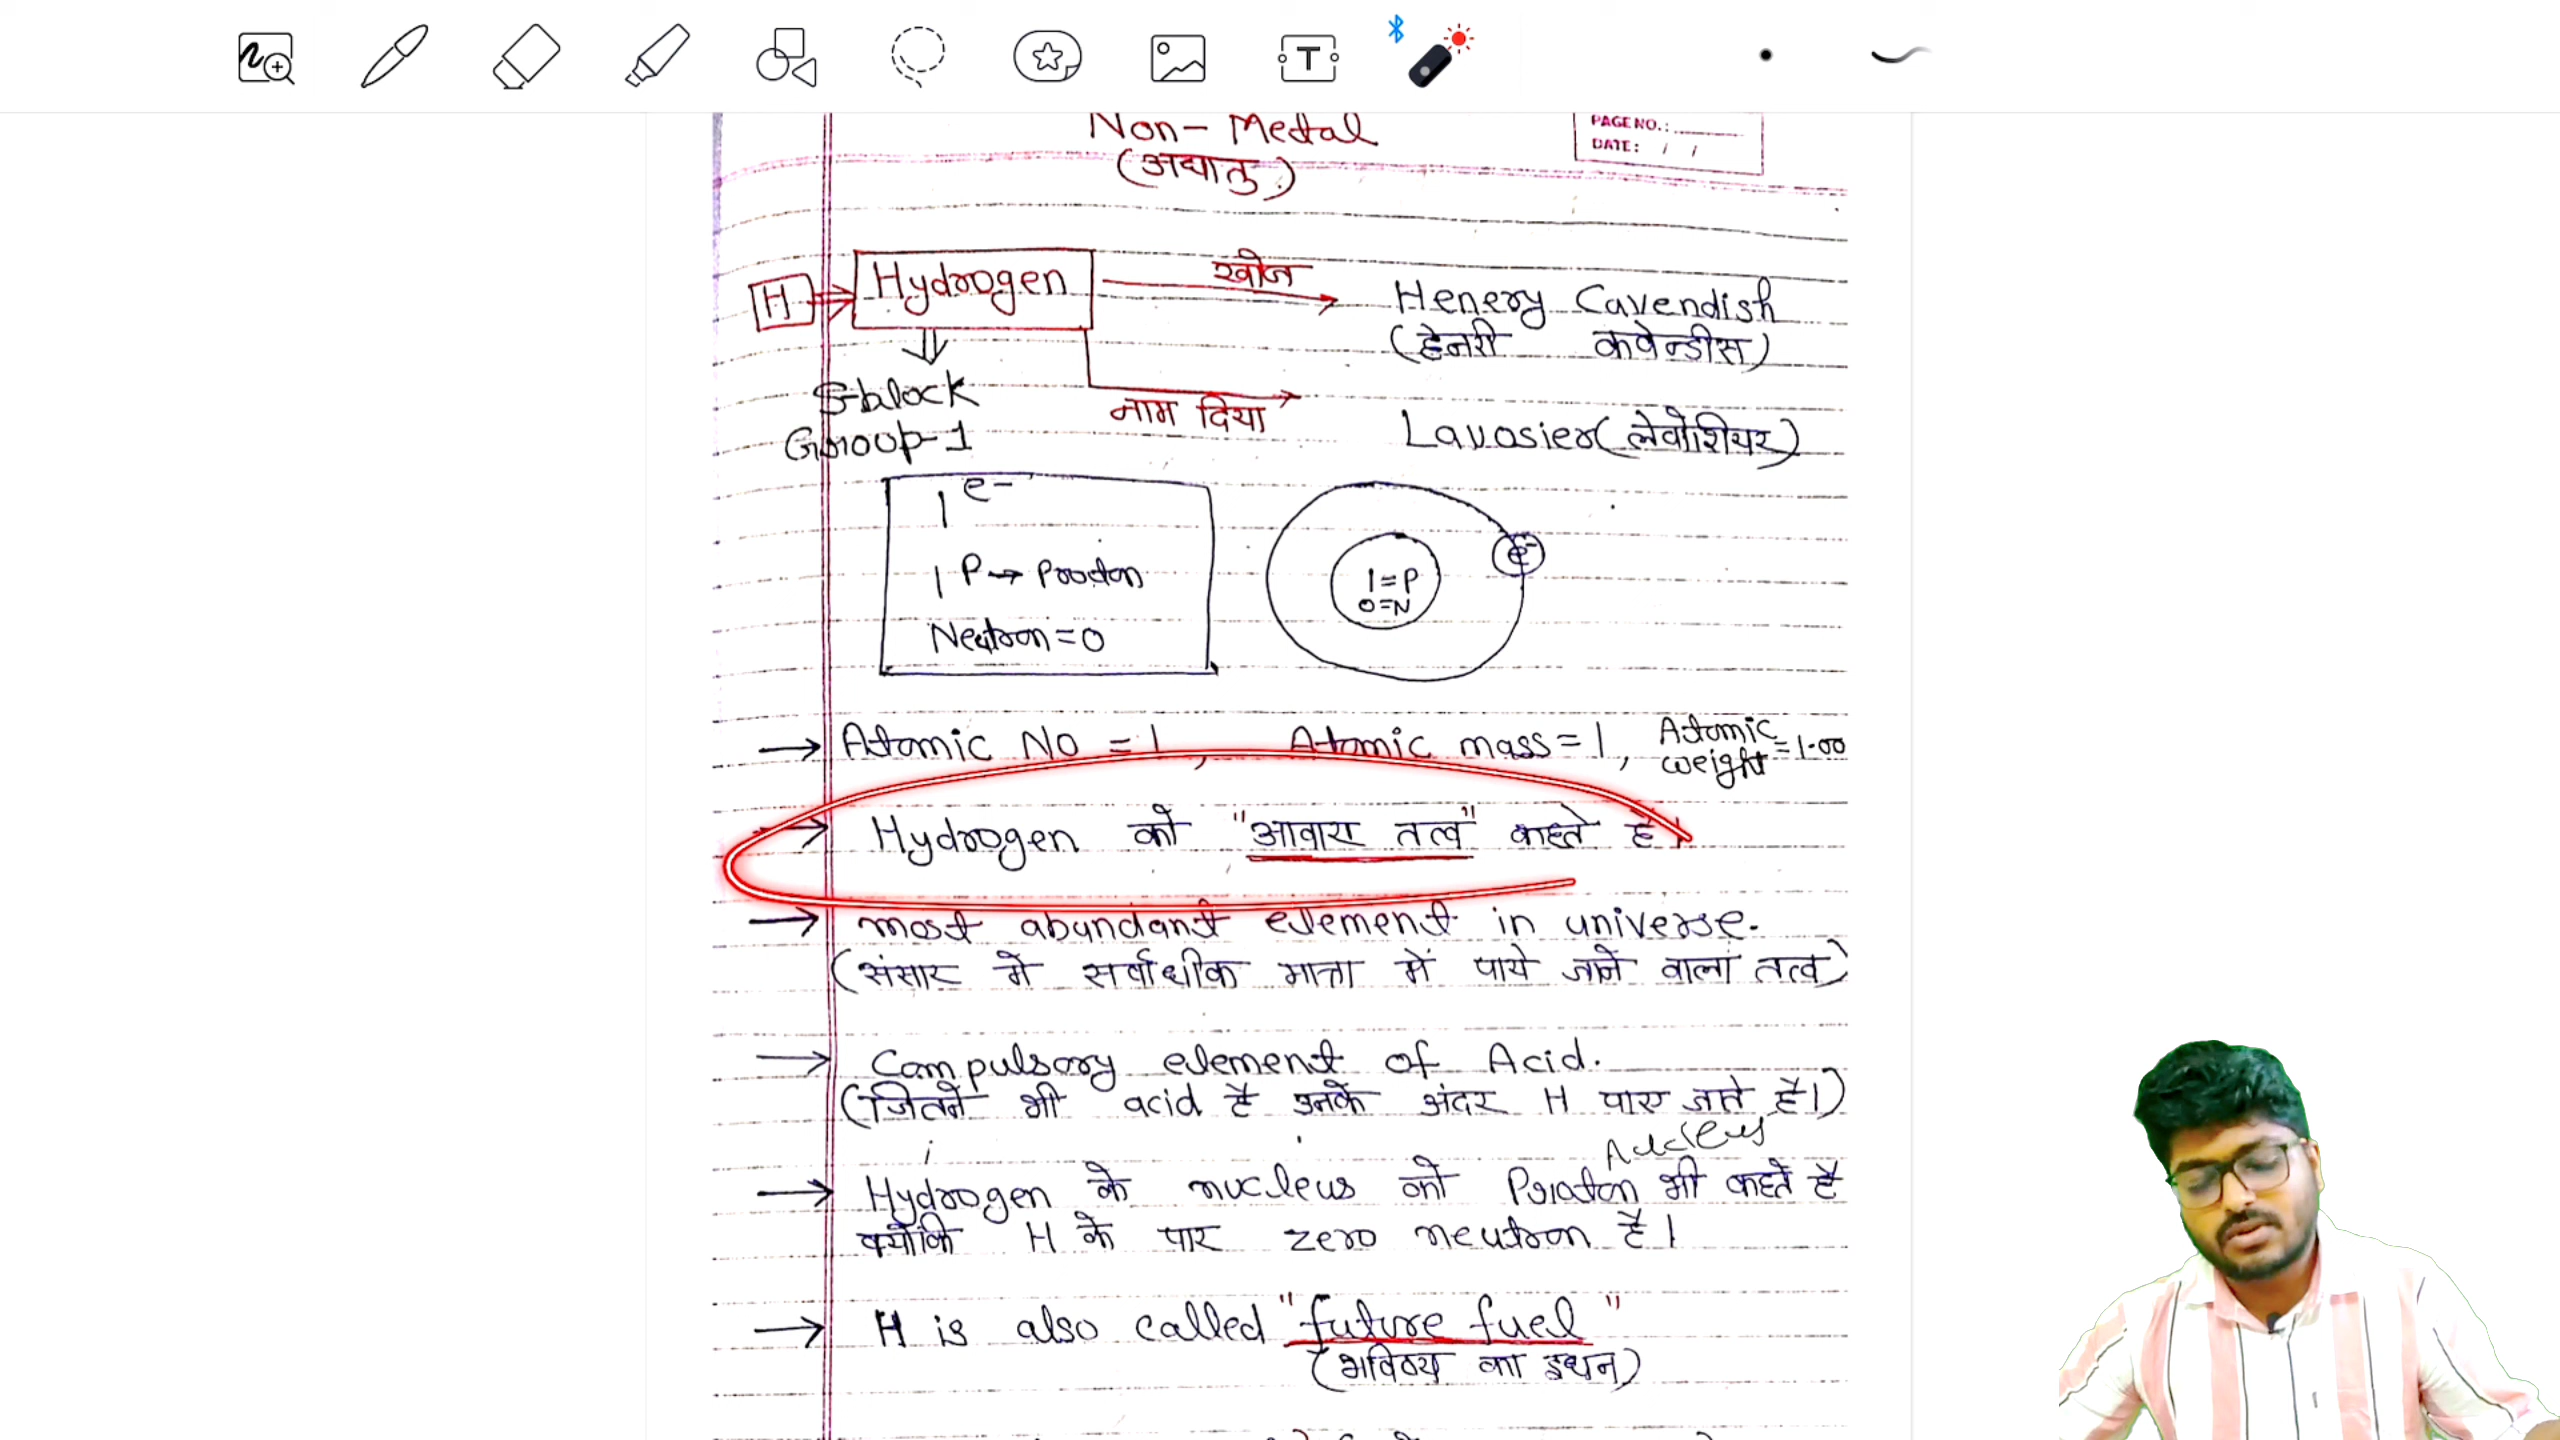 T
Non-Metal
(अधातु)
PAGE NO.:
DATE: / /
H
Hydrogen
खोज
Henery Cavendish
(हेनरी कवेन्डीस)
S-block
Group-1
नाम दिया
Lavosier(लेवोशियर)
1 e-
1 P → Prooton
Neutron=0
1=P
0=N
e-
→ Atomic No = 1, Atomic mass=1, Atomic weight=1.00
→ Hydrogen को "आवारा तत्व" कहते है।
→ most abundant element in universe.
(संसार मे सर्वाधीक मात्रा में पाये जाने वाला तत्व)
→ Compulsory element of Acid.
(जितने भी acid है उनके अंदर H पाए जाते है।)
Nucleus
→ Hydrogen के nucleus को Proton भी कहते है
क्योंकि H के पार zero neutron है।
→ H is also called "future fuel"
(भविष्य का इधन)